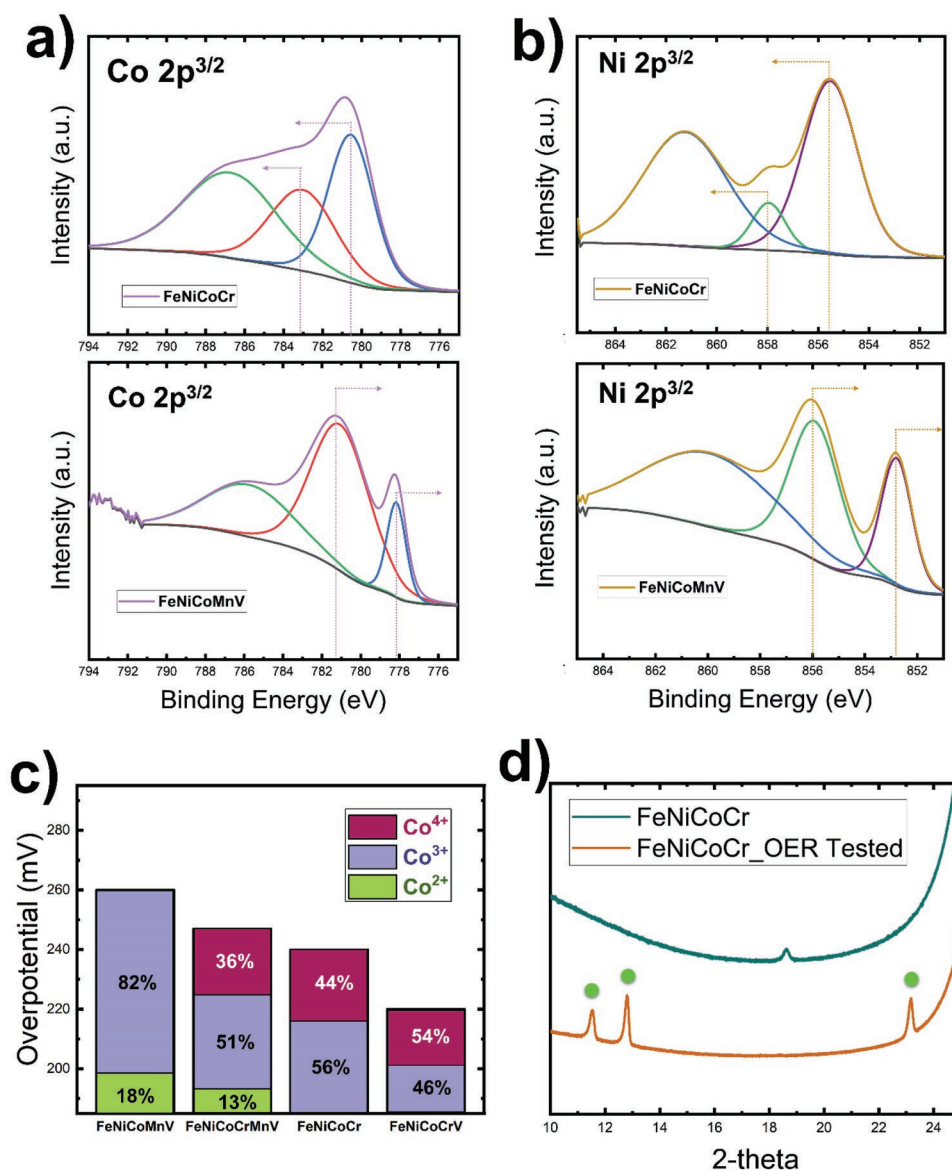 a)
Co 2p3/2
Intensity (a.u.)
FeNiCoCr
794 792 790 788 786 784 782 780 778 776
Co 2p3/2
Intensity (a.u.)
FeNiCoMnV
794 792 790 788 786 784 782 780 778 776
Binding Energy (eV)
b)
Ni 2p3/2
Intensity (a.u.)
FeNiCoCr
864 862 860 858 856 854 852
Ni 2p3/2
Intensity (a.u.)
FeNiCoMnV
864 862 860 858 856 854 852
Binding Energy (eV)
c)
Overpotential (mV)
280
260
240
220
200
Co4+
Co3+
Co2+
82%
18%
36%
51%
13%
44%
56%
54%
46%
FeNiCoMnV FeNiCoCrMnV FeNiCoCr FeNiCoCrV
d)
FeNiCoCr
FeNiCoCr_OER Tested
10 12 14 16 18 20 22 24
2-theta